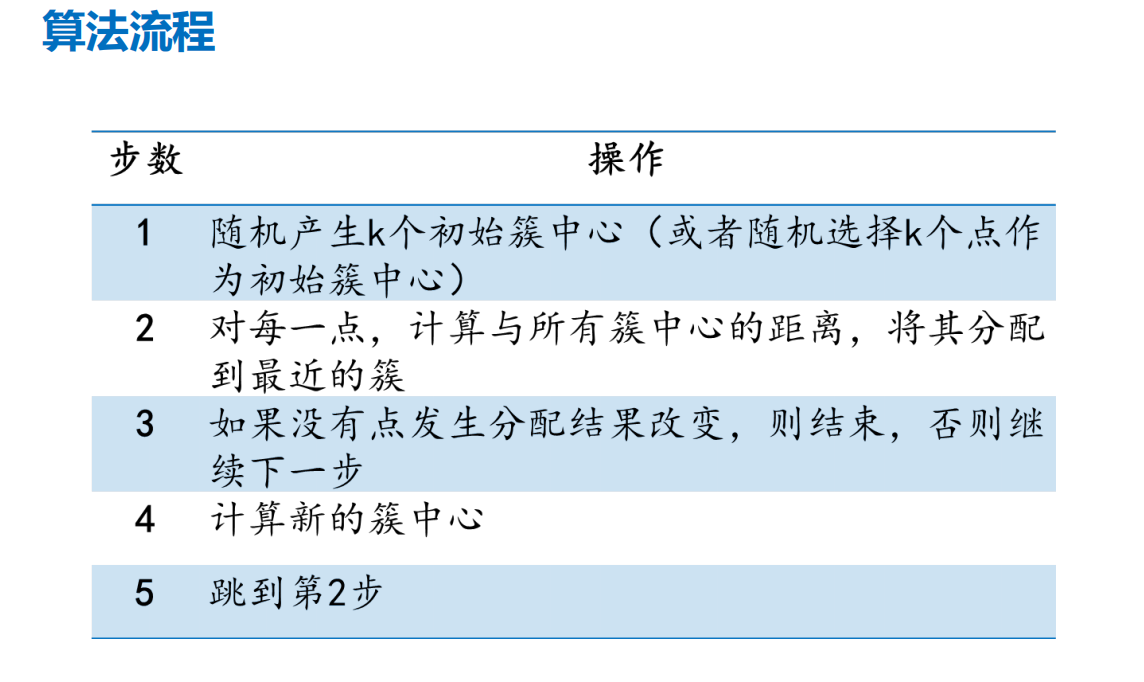 算法流程
步数 操作
1 随机产生k个初始簇中心（或者随机选择k个点作
为初始簇中心）
2 对每一点，计算与所有簇中心的距离，将其分配
到最近的簇
3 如果没有点发生分配结果改变，则结束，否则继
续下一步
4 计算新的簇中心
5 跳到第2步